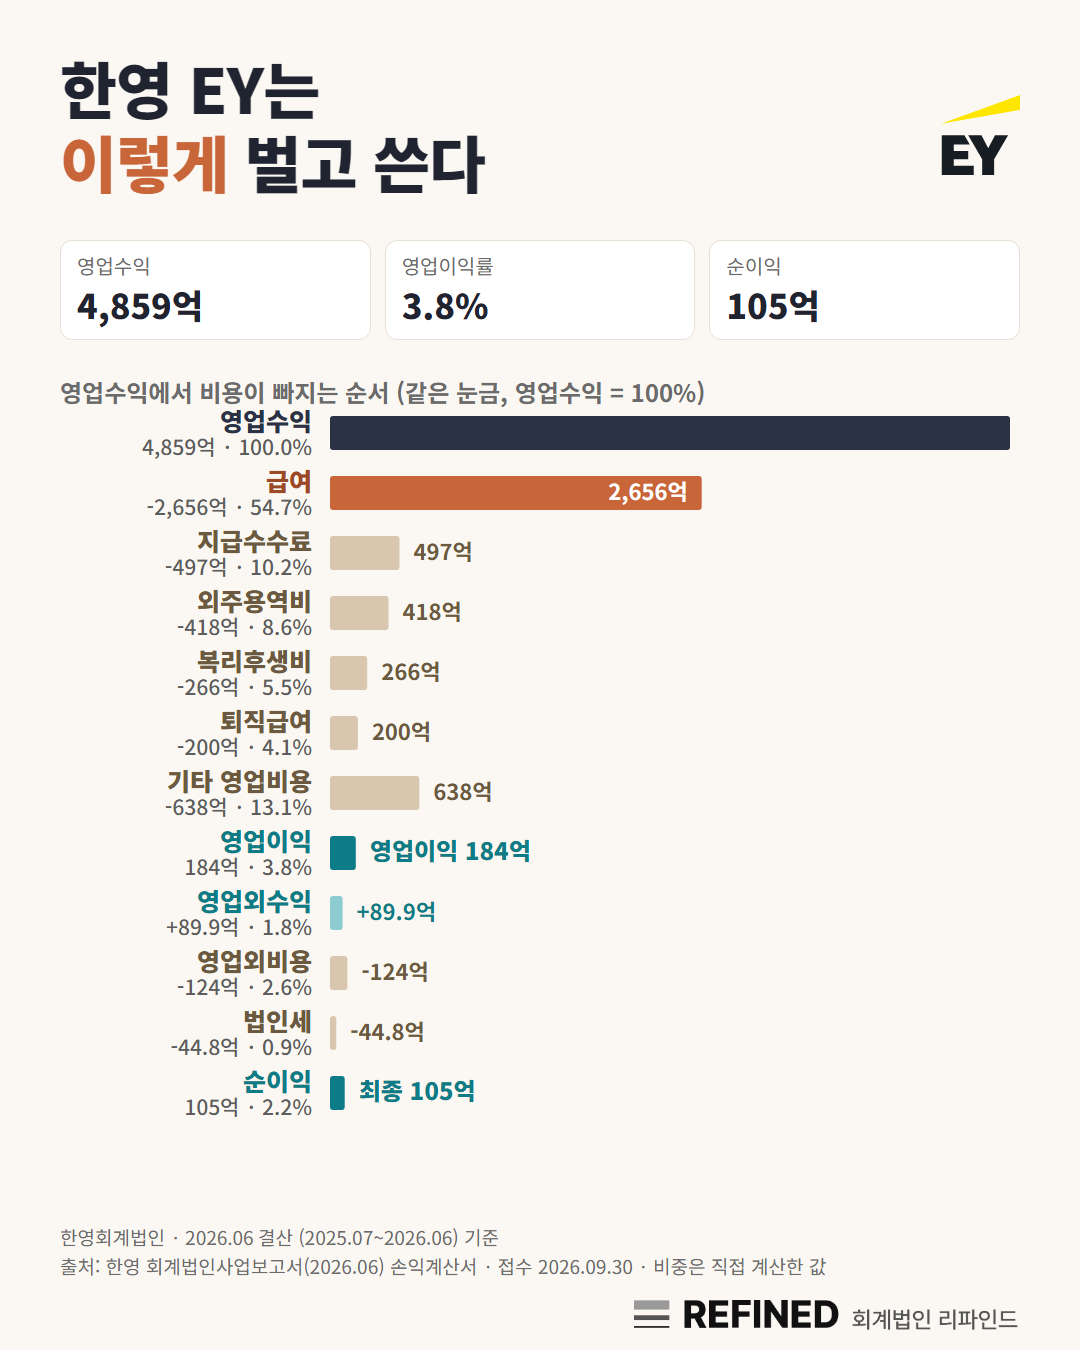 한영 EY는
이렇게 벌고 쓴다
EY
영업수익
4,859억
영업이익률
3.8%
순이익
105억
영업수익에서 비용이 빠지는 순서 (같은 눈금, 영업수익 = 100%)
영업수익
4,859억 · 100.0%
급여
-2,656억 · 54.7%
2,656억
지급수수료
-497억 · 10.2%
497억
외주용역비
-418억 · 8.6%
418억
복리후생비
-266억 · 5.5%
266억
퇴직급여
-200억 · 4.1%
200억
기타 영업비용
-638억 · 13.1%
638억
영업이익
184억 · 3.8%
영업이익 184억
영업외수익
+89.9억 · 1.8%
+89.9억
영업외비용
-124억 · 2.6%
-124억
법인세
-44.8억 · 0.9%
-44.8억
순이익
105억 · 2.2%
최종 105억
한영회계법인 · 2026.06 결산 (2025.07~2026.06) 기준
출처: 한영 회계법인사업보고서(2026.06) 손익계산서 · 접수 2026.09.30 · 비중은 직접 계산한 값
REFINED 회계법인 리파인드